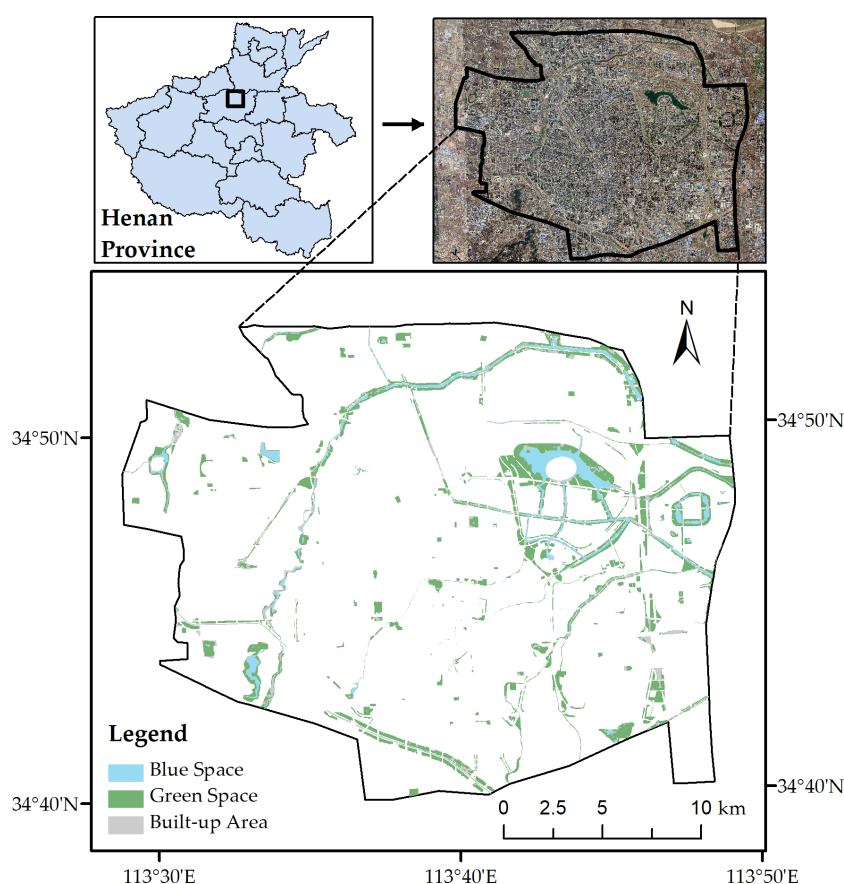 Henan
Province
N
34°50'N
34°50'N
Legend
Blue Space
Green Space
Built-up Area
34°40'N
34°40'N
0 2.5 5 10 km
113°30'E 113°40'E 113°50'E